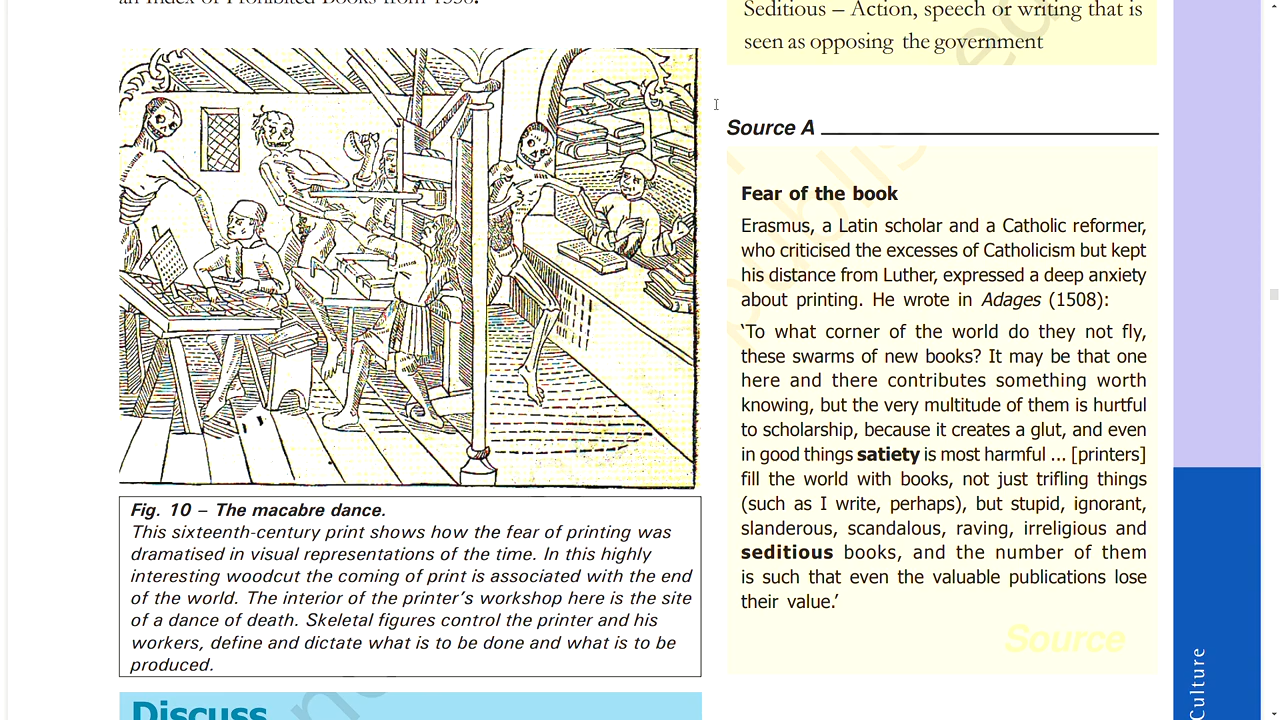 an Index of Prohibited Books from 1558.
Fig. 10 – The macabre dance.
This sixteenth-century print shows how the fear of printing was
dramatised in visual representations of the time. In this highly
interesting woodcut the coming of print is associated with the end
of the world. The interior of the printer's workshop here is the site
of a dance of death. Skeletal figures control the printer and his
workers, define and dictate what is to be done and what is to be
produced.
Discuss
Seditious – Action, speech or writing that is
seen as opposing the government
Source A
Fear of the book
Erasmus, a Latin scholar and a Catholic reformer,
who criticised the excesses of Catholicism but kept
his distance from Luther, expressed a deep anxiety
about printing. He wrote in Adages (1508):
'To what corner of the world do they not fly,
these swarms of new books? It may be that one
here and there contributes something worth
knowing, but the very multitude of them is hurtful
to scholarship, because it creates a glut, and even
in good things satiety is most harmful ... [printers]
fill the world with books, not just trifling things
(such as I write, perhaps), but stupid, ignorant,
slanderous, scandalous, raving, irreligious and
seditious books, and the number of them
is such that even the valuable publications lose
their value.'
Source
Culture